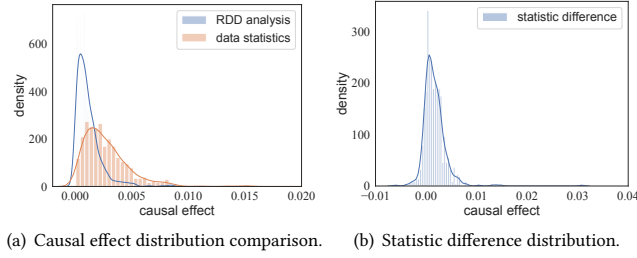 RDD analysis
data statistics
600
400
200
0
density
0.000
0.005
0.010
0.015
0.020
causal effect
(a) Causal effect distribution comparison.
statistic difference
300
200
100
0
density
−0.01
0.00
0.01
0.02
0.03
0.04
causal effect
(b) Statistic difference distribution.